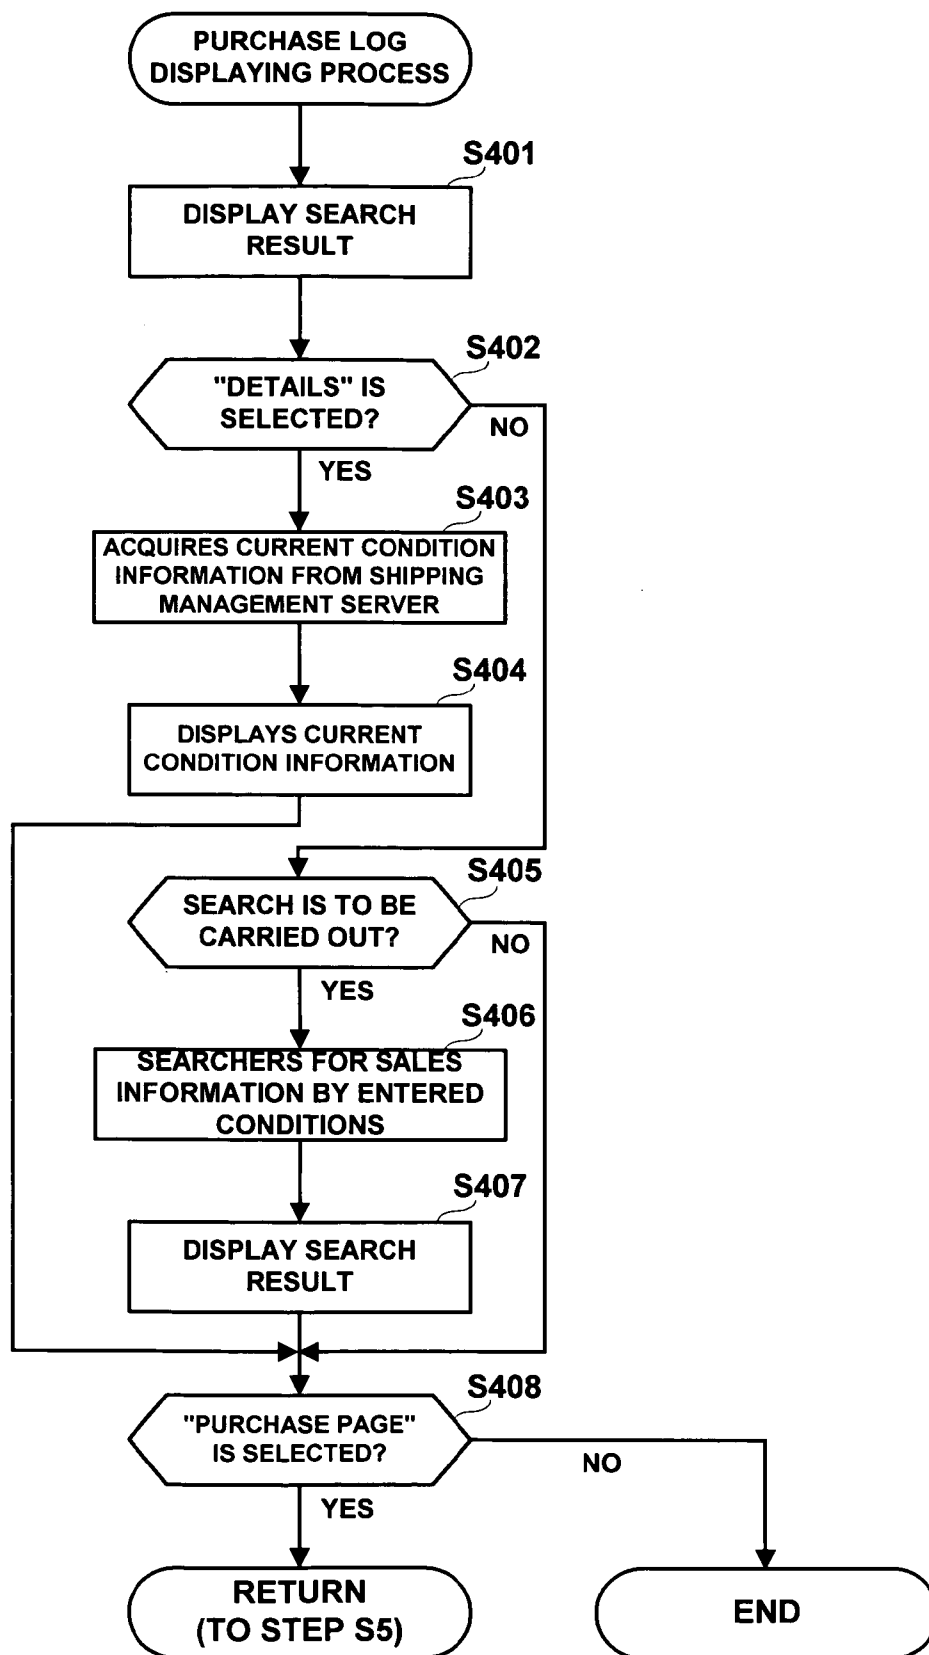 PURCHASE LOG
DISPLAYING PROCESS
S401
DISPLAY SEARCH
RESULT
S402
"DETAILS" IS
SELECTED?
NO
YES
S403
ACQUIRES CURRENT CONDITION
INFORMATION FROM SHIPPING
MANAGEMENT SERVER
S404
DISPLAYS CURRENT
CONDITION INFORMATION
S405
SEARCH IS TO BE
CARRIED OUT?
NO
YES
S406
SEARCHERS FOR SALES
INFORMATION BY ENTERED
CONDITIONS
S407
DISPLAY SEARCH
RESULT
S408
"PURCHASE PAGE"
IS SELECTED?
NO
YES
RETURN
(TO STEP S5)
END